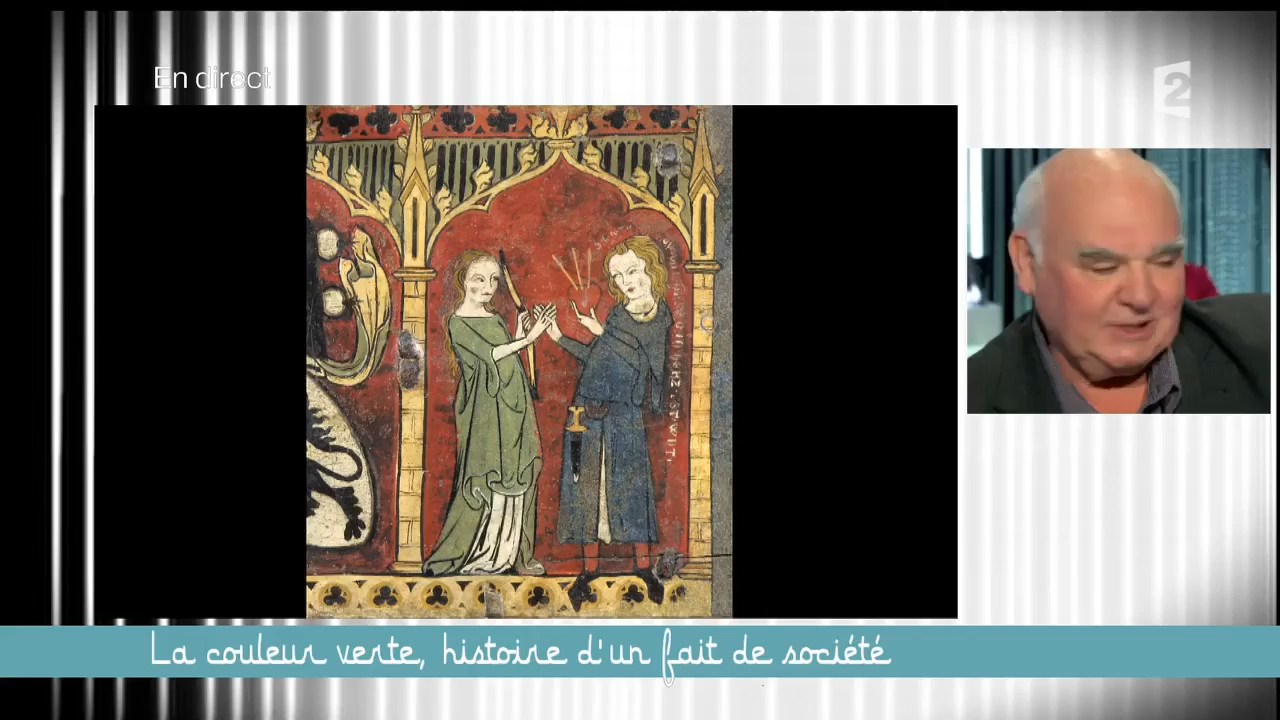 En direct
2
La couleur verte, histoire d'un fait de société